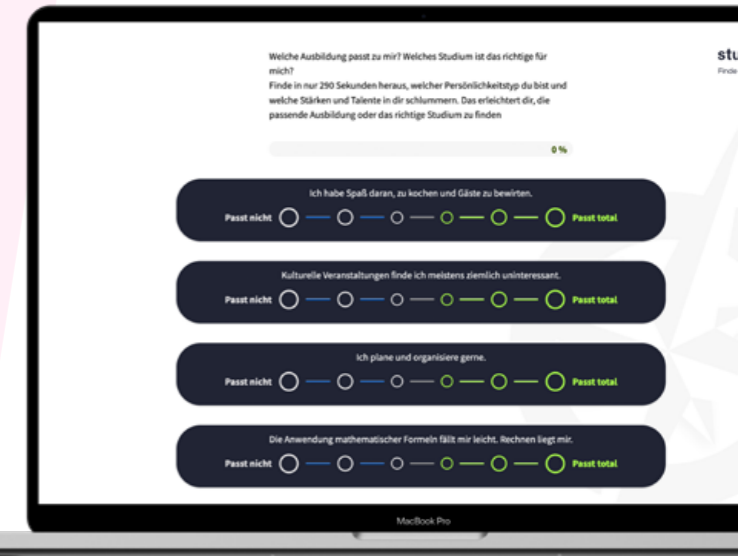 Welche Ausbildung passt zu mir? Welches Studium ist das richtige für
mich?
Finde in nur 290 Sekunden heraus, welcher Persönlichkeitstyp du bist und
welche Stärken und Talente in dir schlummern. Das erleichtert dir, die
passende Ausbildung oder das richtige Studium zu finden
stu
Finde
0 %
Ich habe Spaß daran, zu kochen und Gäste zu bewirten.
Passt nicht Passt total
Kulturelle Veranstaltungen finde ich meistens ziemlich uninteressant.
Passt nicht Passt total
Ich plane und organisiere gerne.
Passt nicht Passt total
Die Anwendung mathematischer Formeln fällt mir leicht. Rechnen liegt mir.
Passt nicht Passt total
MacBook Pro